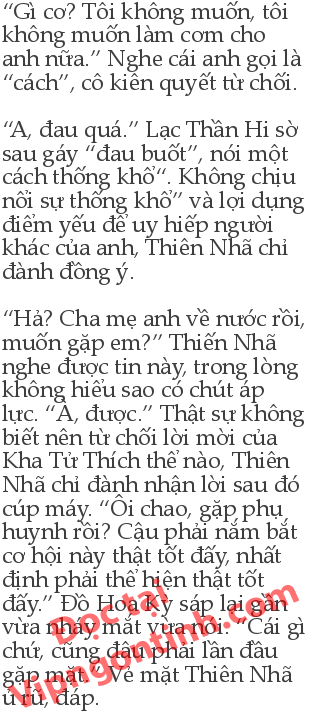 “Gì cơ? Tôi không muốn, tôi
không muốn làm cơm cho
anh nữa.” Nghe cái anh gọi là
“cách”, cô kiên quyết từ chối.
“A, đau quá.” Lạc Thần Hi sờ
sau gáy “đau buốt”, nói một
cách thống khổ“. Không chịu
nổi sự thống khổ” và lợi dụng
điểm yếu để uy hiếp người
khác của anh, Thiên Nhã chỉ
đành đồng ý.
“Hả? Cha mẹ anh về nước rồi,
muốn gặp em?” Thiến Nhã
nghe được tin này, trong lòng
không hiểu sao có chút áp
lực. “À, được.” Thật sự không
biết nên từ chối lời mời của
Kha Tử Thích thế nào, Thiên
Nhã chỉ đành nhận lời sau đó
cúp máy. “Ôi chao, gặp phụ
huynh rồi? Cậu phải nắm bắt
cơ hội này thật tốt đấy, nhất
định phải thể hiện thật tốt
đấy.” Đồ Hoa Kỳ sáp lại gần
vừa nháy mắt vừa nói. “Cái gì
chứ, cũng đâu phải lần đầu
gặp mặt.” Vẻ mặt Thiên Nhã
ủ rũ, đáp.
Đọc tại
Vipngontinh.com